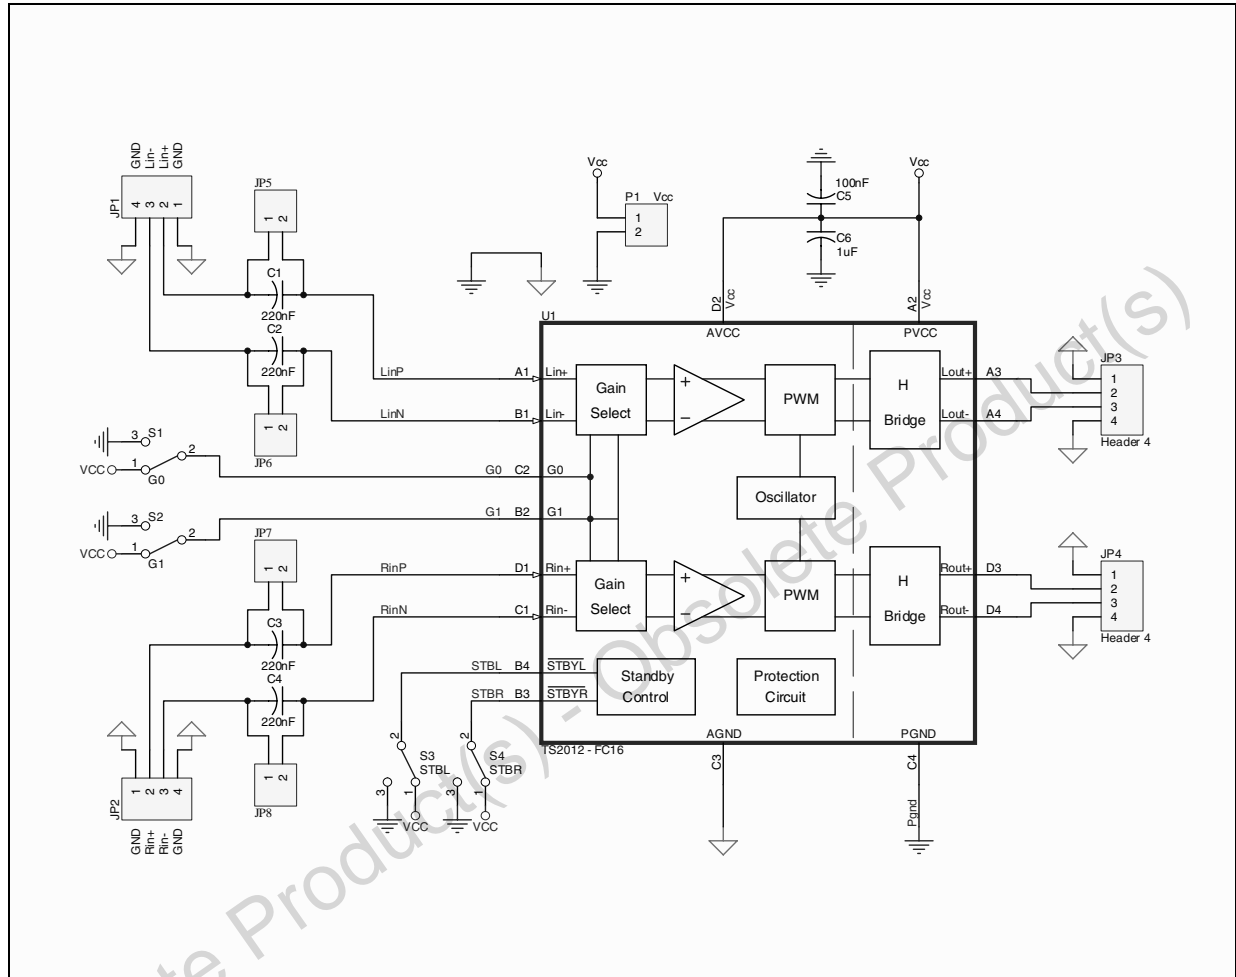 GND
Lin-
Lin+
GND
JP1
4
3
2
1
JP5
1
2
C1
220nF
C2
220nF
1
2
JP6
Vcc
P1 Vcc
1
2
100nF
C5
C6
1uF
Vcc
D2
Vcc
A2
Vcc
U1
AVCC
PVCC
LinP
A1
Lin+
LinN
B1
Lin-
Gain
Select
+
−
PWM
H
Bridge
Lout+
A3
Lout-
A4
JP3
1
2
3
4
Header 4
3
S1
VCC
1
2
G0
G0
C2
G0
Oscillator
3
S2
VCC
1
2
G1
G1
B2
G1
JP7
1
2
C3
220nF
C4
220nF
1
2
JP8
RinP
D1
Rin+
RinN
C1
Rin-
Gain
Select
+
−
PWM
H
Bridge
Rout+
D3
Rout-
D4
JP4
1
2
3
4
Header 4
STBL
B4
STBYL
STBR
B3
STBYR
Standby
Control
Protection
Circuit
AGND
PGND
TS2012 - FC16
C3
C4
Pgnd
2
S3
STBL
3
1
VCC
2
S4
STBR
3
1
VCC
JP2
1
2
3
4
GND
Rin+
Rin-
GND
te Product(s) - Obsolete Product(s)